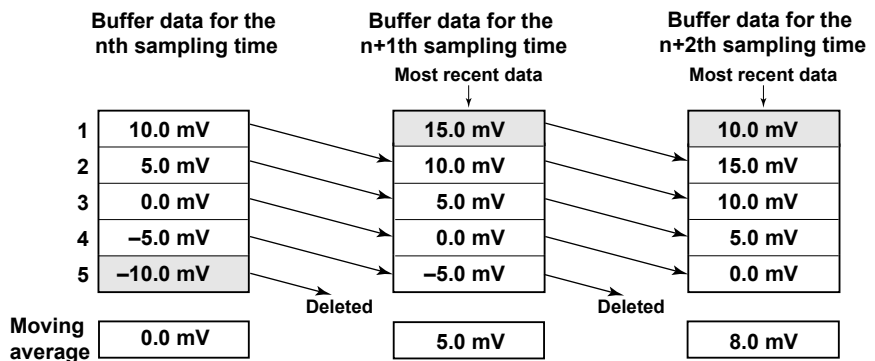 Buffer data for the
nth sampling time
Buffer data for the
n+1th sampling time
Buffer data for the
n+2th sampling time
Most recent data
Most recent data
1 10.0 mV 15.0 mV 10.0 mV
2 5.0 mV 10.0 mV 15.0 mV
3 0.0 mV 5.0 mV 10.0 mV
4 –5.0 mV 0.0 mV 5.0 mV
5 –10.0 mV –5.0 mV 0.0 mV
Deleted Deleted
Moving
average
0.0 mV 5.0 mV 8.0 mV